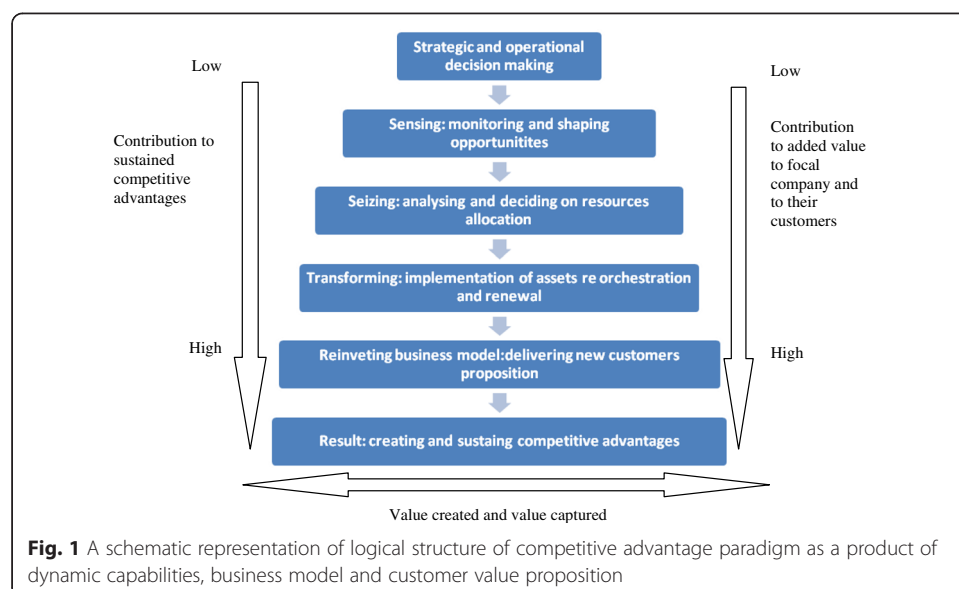 Strategic and operational
decision making
Low
Low
Sensing: monitoring and shaping
opportunitites
Contribution to
sustained
competitive
advantages
Contribution
to added value
to focal
company and
to their
customers
Seizing: analysing and deciding on resources
allocation
Transforming: implementation of assets re orchestration
and renewal
High
High
Reinveting business model:delivering new customers
proposition
Result: creating and sustaing competitive advantages
Value created and value captured
Fig. 1 A schematic representation of logical structure of competitive advantage paradigm as a product of
dynamic capabilities, business model and customer value proposition